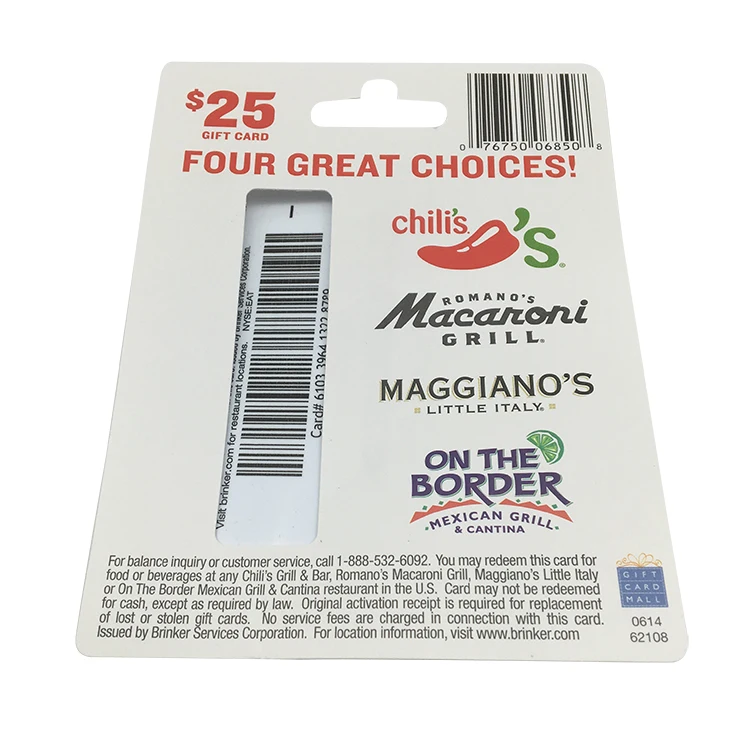 $25
GIFT CARD
0 76750 06850 8
FOUR GREAT CHOICES!
Visit brinker.com for restaurant locations. NYSE:EAT
by Brinker Services Corporation.
Card# 6103 3964 1322 8789
chili's 's
ROMANO'S
Macaroni
GRILL
MAGGIANO'S
LITTLE ITALY®
ON THE
BORDER
MEXICAN GRILL
& CANTINA
For balance inquiry or customer service, call 1-888-532-6092. You may redeem this card for
food or beverages at any Chili's Grill & Bar, Romano's Macaroni Grill, Maggiano's Little Italy
or On The Border Mexican Grill & Cantina restaurant in the U.S. Card may not be redeemed
for cash, except as required by law. Original activation receipt is required for replacement
of lost or stolen gift cards. No service fees are charged in connection with this card.
Issued by Brinker Services Corporation. For location information, visit www.brinker.com
GIFT
CARD
MALL
0614
62108